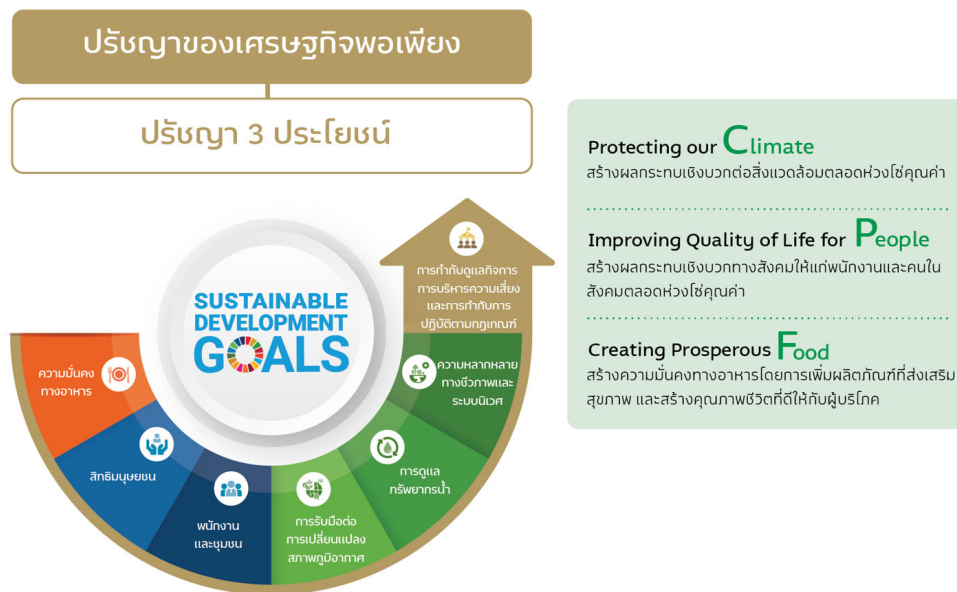 ปรัชญาของเศรษฐกิจพอเพียง
ปรัชญา 3 ประโยชน์
การกำกับดูแลกิจการ
การบริหารความเสี่ยง
และการกำกับการ
ปฏิบัติตามกฎเกณฑ์
SUSTAINABLE
DEVELOPMENT
GOALS
ความมั่นคง
ทางอาหาร
สิทธิมนุษยชน
พนักงาน
และชุมชน
การรับมือต่อ
การเปลี่ยนแปลง
สภาพภูมิอากาศ
การดูแล
ทรัพยากรน้ำ
ความหลากหลาย
ทางชีวภาพและ
ระบบนิเวศ
Protecting our Climate
สร้างผลกระทบเชิงบวกต่อสิ่งแวดล้อมตลอดห่วงโซ่คุณค่า
Improving Quality of Life for People
สร้างผลกระทบเชิงบวกทางสังคมให้แก่พนักงานและคนใน
สังคมตลอดห่วงโซ่คุณค่า
Creating Prosperous Food
สร้างความมั่นคงทางอาหารโดยการเพิ่มผลิตภัณฑ์ที่ส่งเสริม
สุขภาพ และสร้างคุณภาพชีวิตที่ดีให้กับผู้บริโภค